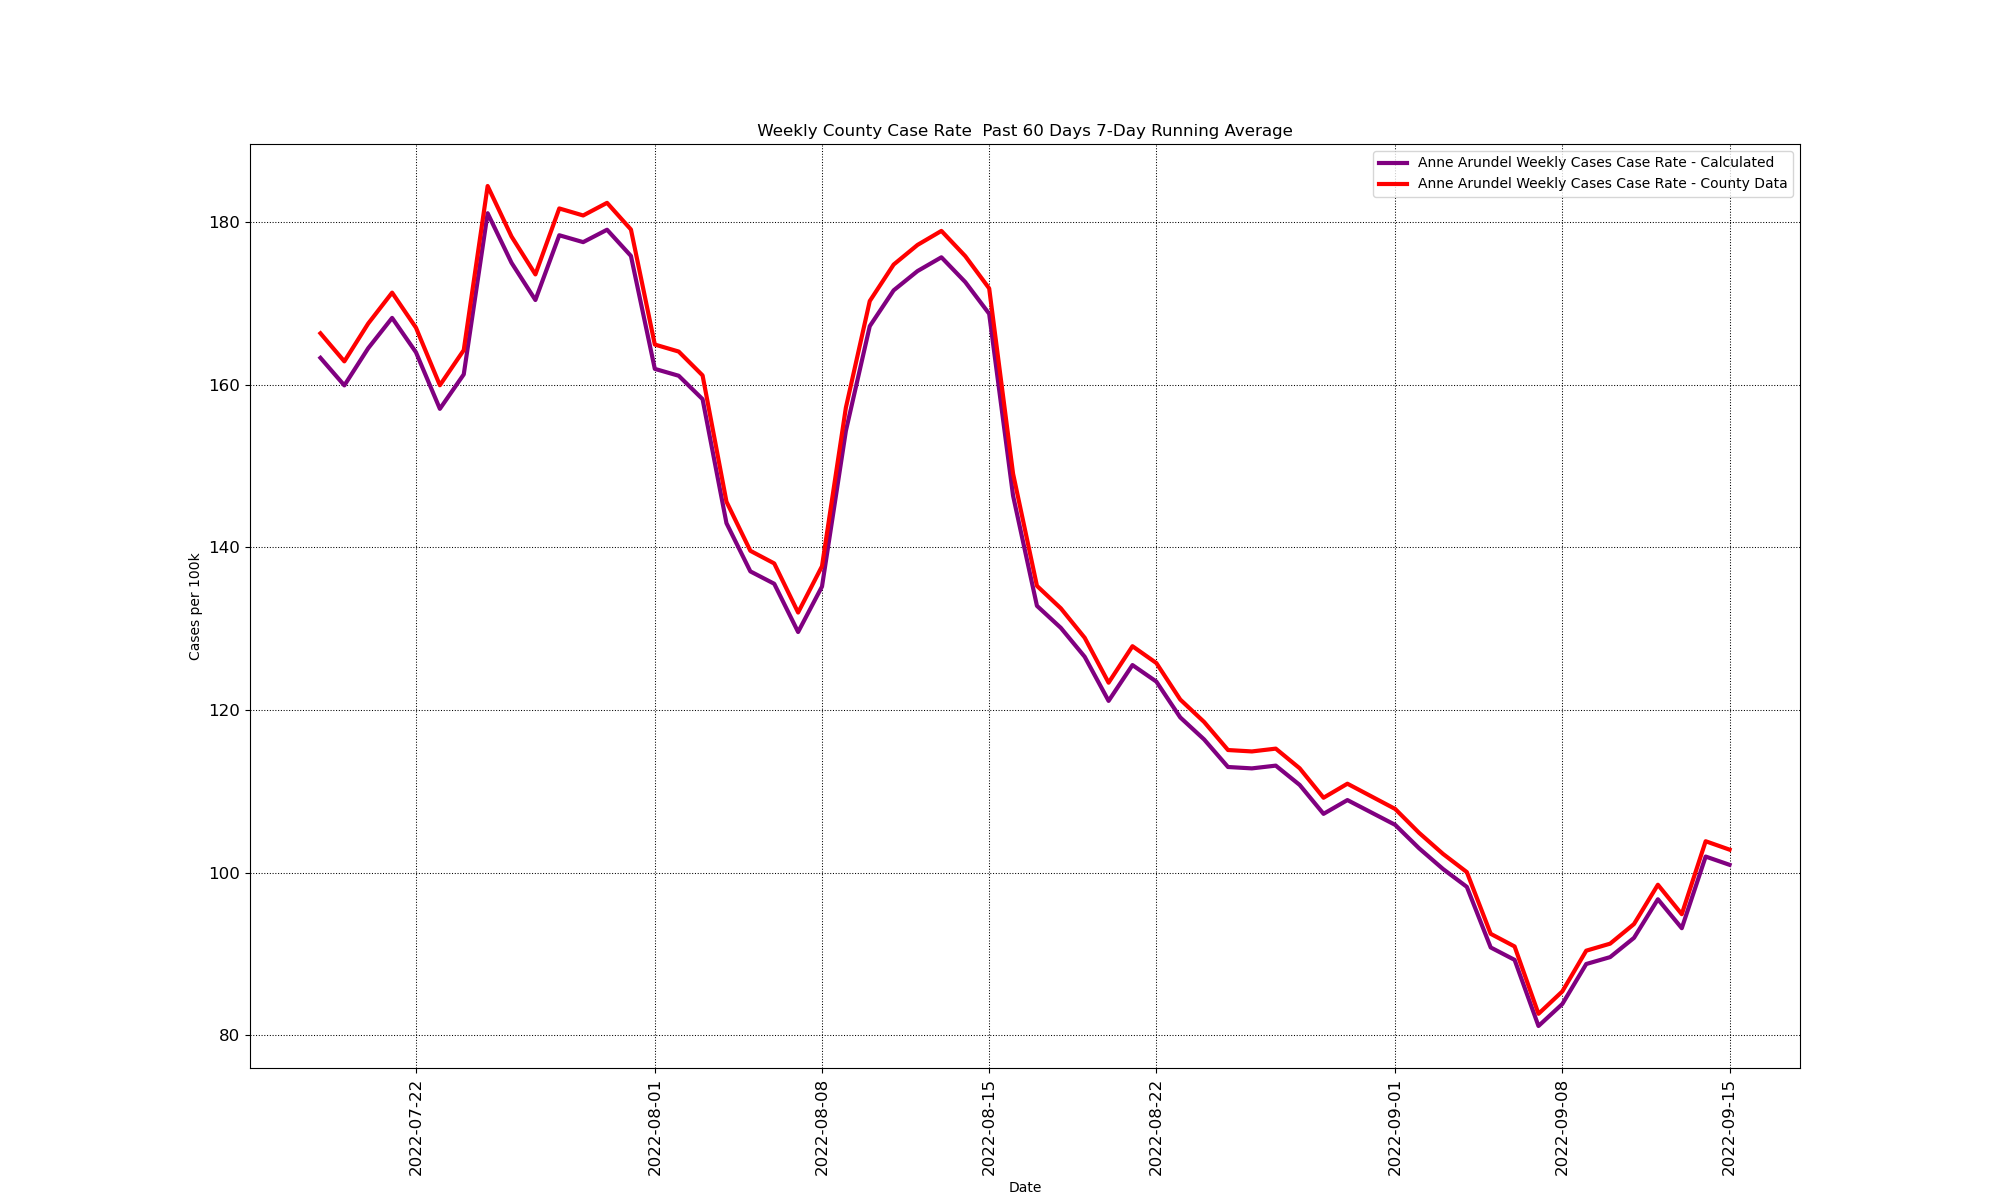 Weekly County Case Rate  Past 60 Days 7-Day Running Average
Anne Arundel Weekly Cases Case Rate - Calculated
Anne Arundel Weekly Cases Case Rate - County Data
180
160
140
120
100
80
Cases per 100k
2022-07-22
2022-08-01
2022-08-08
2022-08-15
2022-08-22
2022-09-01
2022-09-08
2022-09-15
Date